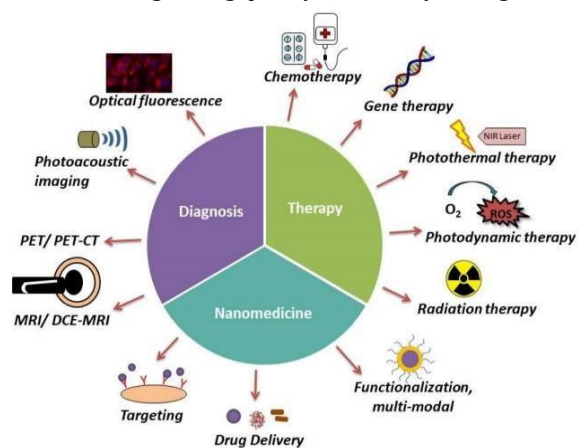 Chemotherapy
Optical fluorescence
Gene therapy
NIR Laser
Photoacoustic
imaging
Photothermal therapy
Diagnosis
Therapy
O2
ROS
PET/ PET-CT
Photodynamic therapy
Nanomedicine
MRI/ DCE-MRI
Radiation therapy
Targeting
Functionalization,
multi-modal
Drug Delivery